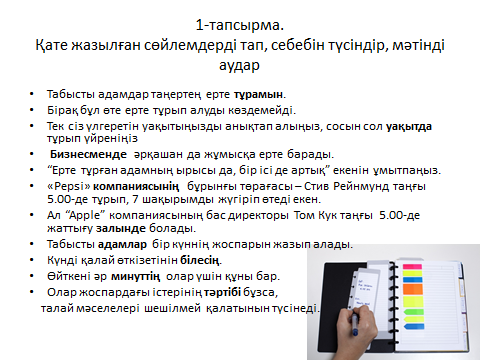 1-тапсырма.
Қате жазылған сөйлемдерді тап, себебін түсіндір, мәтінді
аудар
• Табысты адамдар таңертең ерте тұрамын.
• Бірақ бұл өте ерте тұрып алуды көздемейді.
• Тек сіз үлгеретін уақытыңызды анықтап алыңыз, сосын сол уақытда
тұрып үйреніңіз
• Бизнесменде әрқашан да жұмысқа ерте барады.
• “Ерте тұрған адамның ырысы да, бір ісі де артық” екенін ұмытпаңыз.
• «Pepsi» компаниясының бұрынғы төрағасы – Стив Рейнмунд таңғы
5.00-де тұрып, 7 шақырымды жүгіріп өтеді екен.
• Ал “Apple” компаниясының бас директоры Том Кук таңғы 5.00-де
жаттығу залында болады.
• Табысты адамлар бір күннің жоспарын жазып алады.
• Күнді қалай өткізетінін білесің.
• Өйткені әр минуттің олар үшін құны бар.
• Олар жоспардағы істерінің тәртібі бұзса,
талай мәселелері шешілмей қалатынын түсінеді.